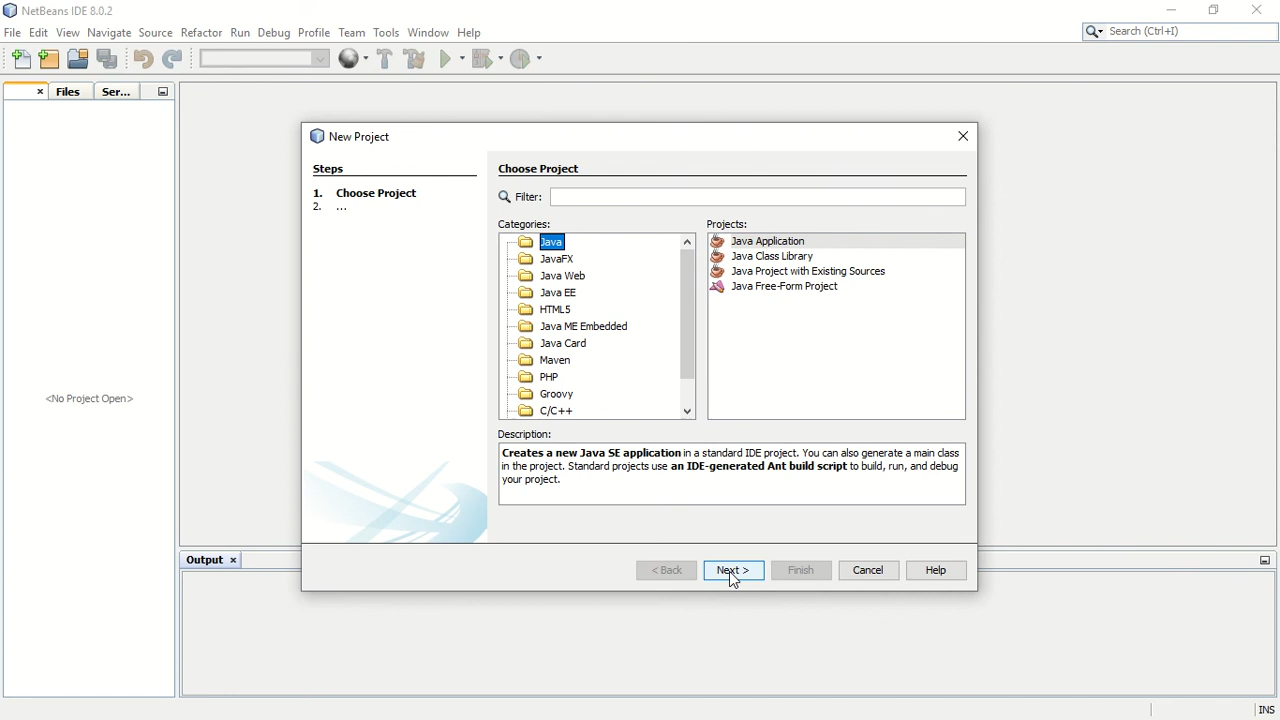 NetBeans IDE 8.0.2
File Edit View Navigate Source Refactor Run Debug Profile Team Tools Window Help
Search (Ctrl+I)
Files Ser...
<No Project Open>
New Project
Steps
1. Choose Project
2. ...
Choose Project
Filter:
Categories:
Java
JavaFX
Java Web
Java EE
HTML5
Java ME Embedded
Java Card
Maven
PHP
Groovy
C/C++
Projects:
Java Application
Java Class Library
Java Project with Existing Sources
Java Free-Form Project
Description:
Creates a new Java SE application in a standard IDE project. You can also generate a main class
in the project. Standard projects use an IDE-generated Ant build script to build, run, and debug
your project.
< Back Next > Finish Cancel Help
Output
INS